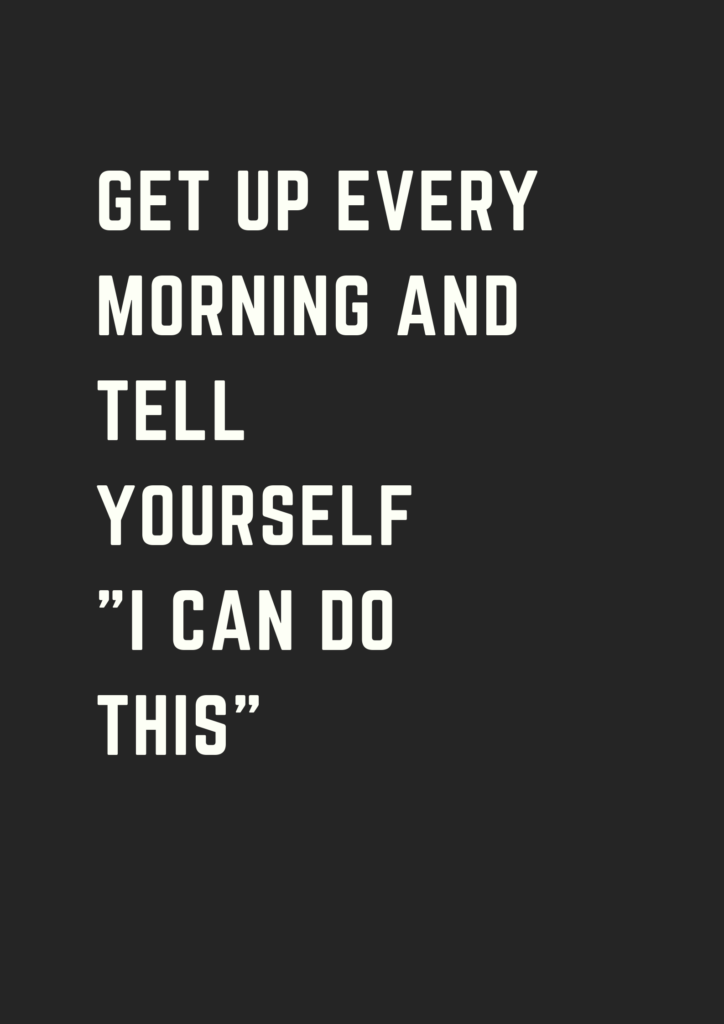 GET UP EVERY
MORNING AND
TELL
YOURSELF
”I CAN DO
THIS”